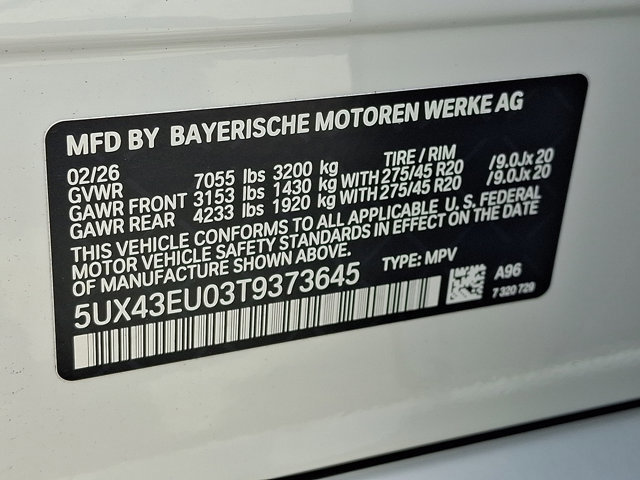 MFD BY BAYERISCHE MOTOREN WERKE AG
02/26 TIRE / RIM
GVWR 7055 lbs 3200 kg
GAWR FRONT 3153 lbs 1430 kg WITH 275/45 R20 /9.0Jx20
GAWR REAR 4233 lbs 1920 kg WITH 275/45 R20 /9.0Jx20
THIS VEHICLE CONFORMS TO ALL APPLICABLE U.S. FEDERAL
MOTOR VEHICLE SAFETY STANDARDS IN EFFECT ON THE DATE
OF MANUFACTURE SHOWN ABOVE.
5UX43EU03T9373645 TYPE: MPV
A96
7 320 729